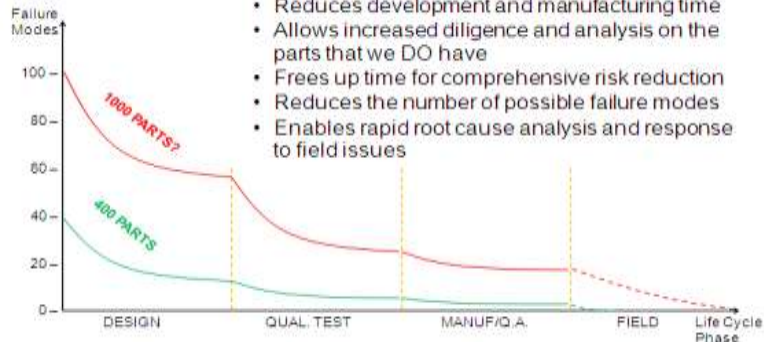 • Reduces development and manufacturing time
• Allows increased diligence and analysis on the
parts that we DO have
• Frees up time for comprehensive risk reduction
• Reduces the number of possible failure modes
• Enables rapid root cause analysis and response
to field issues
Failure
Modes
100
80
60
40
20
0
1000 PARTS?
400 PARTS
DESIGN
QUAL. TEST
MANUF/Q.A.
FIELD
Life Cycle
Phase